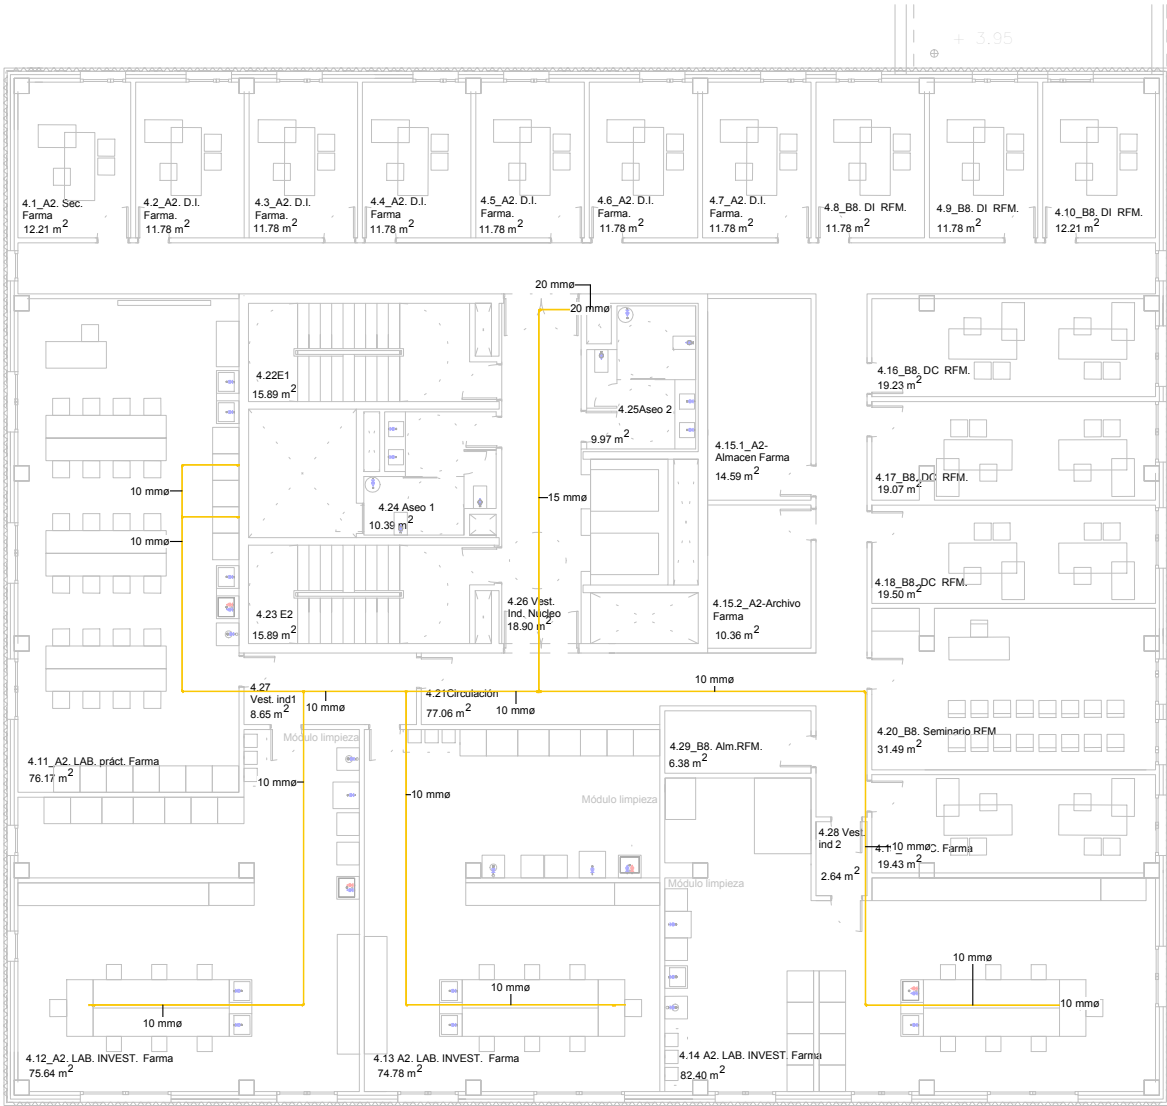 + 3.95
4.1_A2. Sec.
Farma
12.21 m2
4.2_A2. D.I.
Farma.
11.78 m2
4.3_A2. D.I.
Farma.
11.78 m2
4.4_A2. D.I.
Farma
11.78 m2
4.5_A2. D.I.
Farma.
11.78 m2
4.6_A2. D.I.
Farma.
11.78 m2
4.7_A2. D.I.
Farma.
11.78 m2
4.8_B8. DI RFM.
11.78 m2
4.9_B8. DI RFM.
11.78 m2
4.10_B8. DI RFM.
12.21 m2
20 mmø
20 mmø
4.22E1
15.89 m2
4.25Aseo 2
9.97 m2
4.16_B8. DC RFM.
19.23 m2
4.15.1_A2-
Almacen Farma
14.59 m2
4.17_B8. DC RFM.
19.07 m2
10 mmø
15 mmø
4.24 Aseo 1
10.39 m2
10 mmø
4.18_B8. DC RFM.
19.50 m2
4.23 E2
15.89 m2
4.26 Vest.
Ind. Nucleo
18.90 m2
4.15.2_A2-Archivo
Farma
10.36 m2
4.27
Vest. ind1
8.65 m2
10 mmø
4.21Circulación
77.06 m2
10 mmø
10 mmø
4.20_B8. Seminario RFM
31.49 m2
Módulo limpieza
4.11_A2. LAB. práct. Farma
76.17 m2
10 mmø
10 mmø
4.29_B8. Alm.RFM.
6.38 m2
Módulo limpieza
4.28 Vest.
ind 2
2.64 m2
10 mmø
C. Farma
19.43 m2
Módulo limpieza
10 mmø
10 mmø
10 mmø
10 mmø
4.12_A2. LAB. INVEST. Farma
75.64 m2
4.13 A2. LAB. INVEST. Farma
74.78 m2
4.14 A2. LAB. INVEST. Farma
82.40 m2